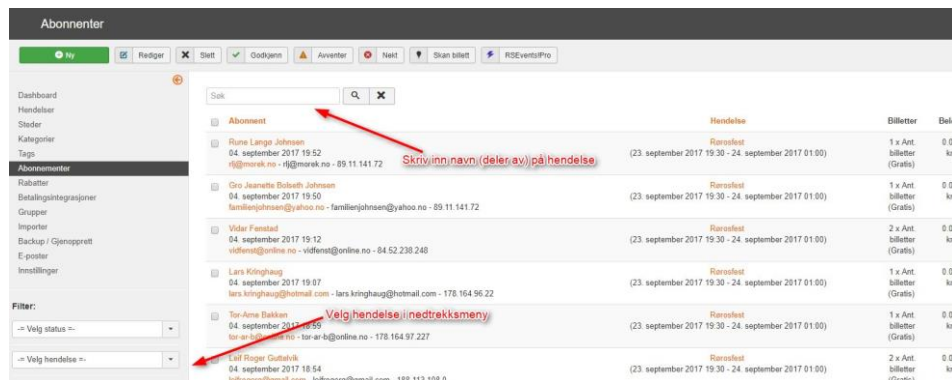 Abonnenter
Ny Rediger Slett Godkjenn Avventer Nekt Skan billett RSEvents!Pro
Dashboard
Hendelser
Steder
Kategorier
Tags
Abonnementer
Rabatter
Betalingsintegrasjoner
Grupper
Importer
Backup / Gjenopprett
E-poster
Innstillinger
Filter:
-= Velg status =-
-= Velg hendelse =-
Søk
Abonnent Hendelse Billetter
Rune Langø Johnsen Rørosfest 1 x Ant.
04. september 2017 19:52 (23. september 2017 19:30 - 24. september 2017 01:00) billetter
rlj@morek.no - rlj@morek.no - 89.11.141.72 (Gratis)
Skriv inn navn (deler av) på hendelse
Gro Jeanette Bolseth Johnsen Rørosfest 1 x Ant.
04. september 2017 19:50 (23. september 2017 19:30 - 24. september 2017 01:00) billetter
familienjohnsen@yahoo.no - familienjohnsen@yahoo.no - 89.11.141.72 (Gratis)
Vidar Fenstad Rørosfest 2 x Ant.
04. september 2017 19:12 (23. september 2017 19:30 - 24. september 2017 01:00) billetter
vidfenst@online.no - vidfenst@online.no - 84.52.238.248 (Gratis)
Lars Kringhaug Rørosfest 1 x Ant.
04. september 2017 19:07 (23. september 2017 19:30 - 24. september 2017 01:00) billetter
lars.kringhaug@hotmail.com - lars.kringhaug@hotmail.com - 178.164.96.22 (Gratis)
Velg hendelse i nedtrekksmeny
Tor-Arne Bakken Rørosfest 1 x Ant.
04. september 2017 18:59 (23. september 2017 19:30 - 24. september 2017 01:00) billetter
tor-ar-b@online.no - tor-ar-b@online.no - 178.164.97.227 (Gratis)
Leif Roger Guttelvik Rørosfest 2 x Ant.
04. september 2017 18:54 (23. september 2017 19:30 - 24. september 2017 01:00) billetter
(Gratis)